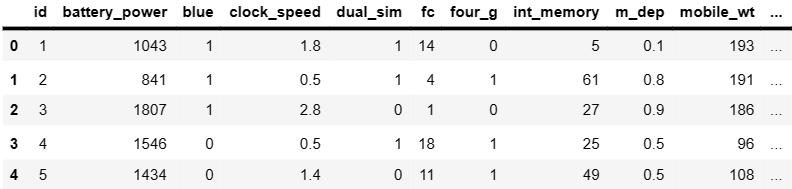 id battery_power blue clock_speed dual_sim fc four_g int_memory m_dep mobile_wt ...
0 1 1043 1 1.8 1 14 0 5 0.1 193 ...
1 2 841 1 0.5 1 4 1 61 0.8 191 ...
2 3 1807 1 2.8 0 1 0 27 0.9 186 ...
3 4 1546 0 0.5 1 18 1 25 0.5 96 ...
4 5 1434 0 1.4 0 11 1 49 0.5 108 ...